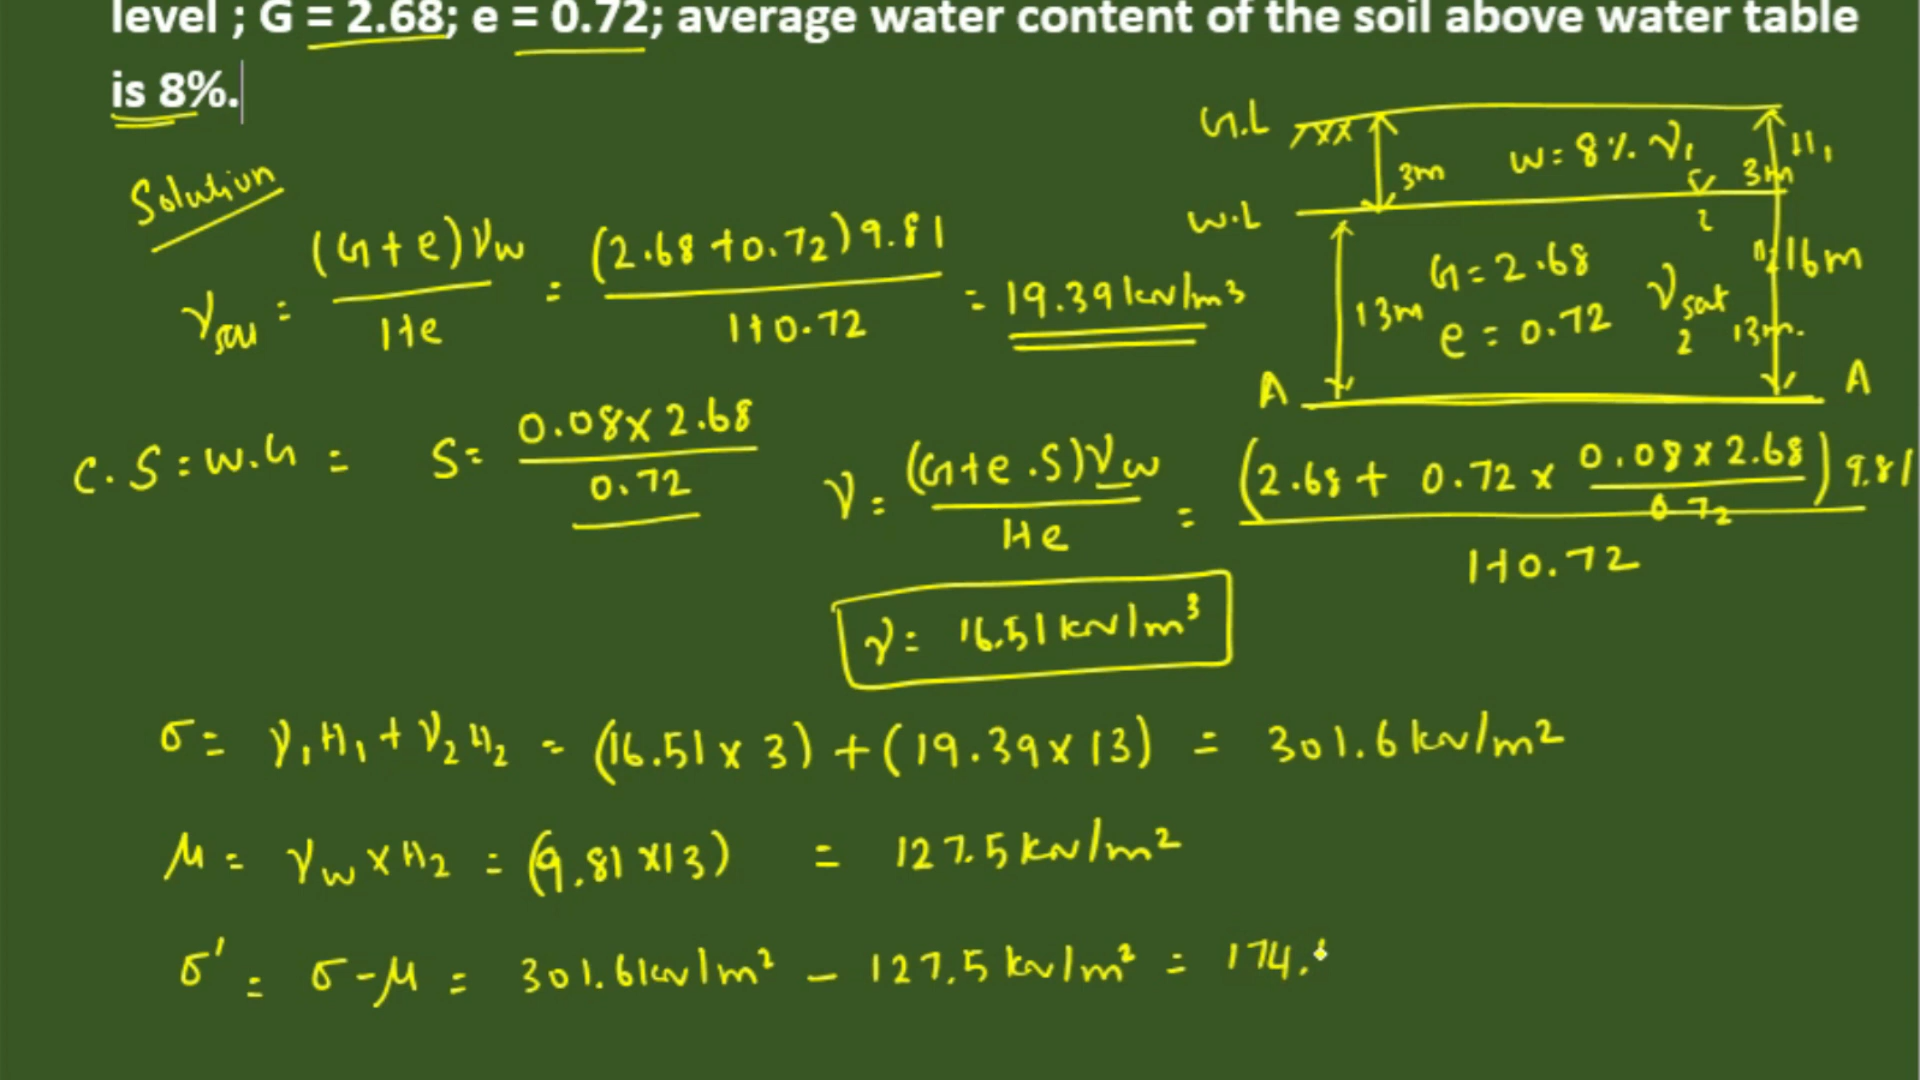 level ; G = 2.68; e = 0.72; average water content of the soil above water table
is 8%.
G.L 3m w = 8 % γ1 3m H1
Solution
W.L 2
γsat = (G+e)γw / 1+e = (2.68+0.72)9.81 / 1+0.72 = 19.39 kN/m3
13m G = 2.68 γsat 16m
e = 0.72 2 13m.
A A
e.S = w.G = S = 0.08×2.68 / 0.72
γ = (G+e.S)γw / 1+e = (2.68+ 0.72 × 0.08×2.68 / 0.72) 9.81 / 1+0.72
γ = 16.51 kN/m3
σ = γ1H1 + γ2H2 = (16.51 × 3) + (19.39 × 13) = 301.6 kN/m2
μ = γw × H2 = (9.81 ×13) = 127.5 kN/m2
σ' = σ-μ = 301.6 kN/m2 – 127.5 kN/m2 = 174.